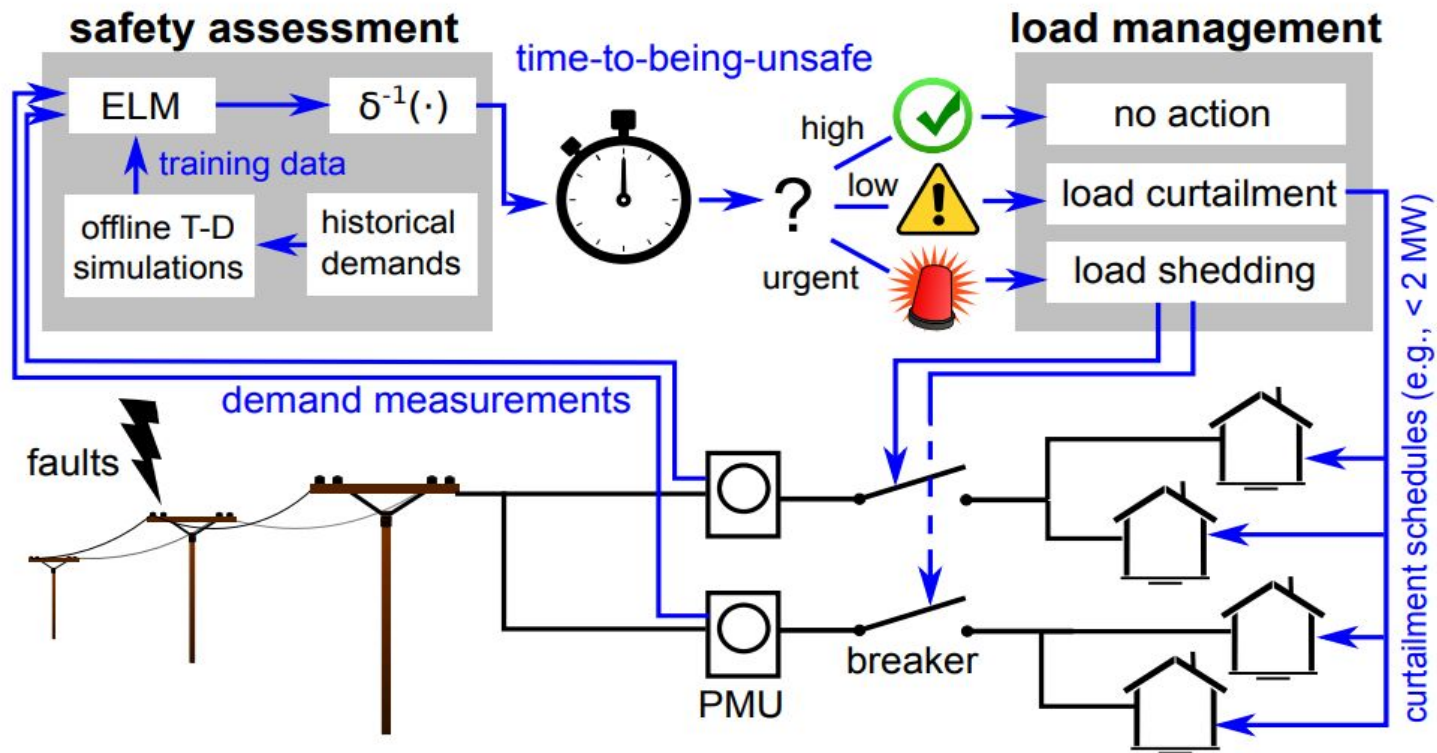 safety assessment
load management
time-to-being-unsafe
ELM
δ⁻¹(·)
training data
offline T-D
simulations
historical
demands
?
high
low
urgent
!
no action
load curtailment
load shedding
curtailment schedules (e.g., < 2 MW)
demand measurements
faults
PMU
breaker